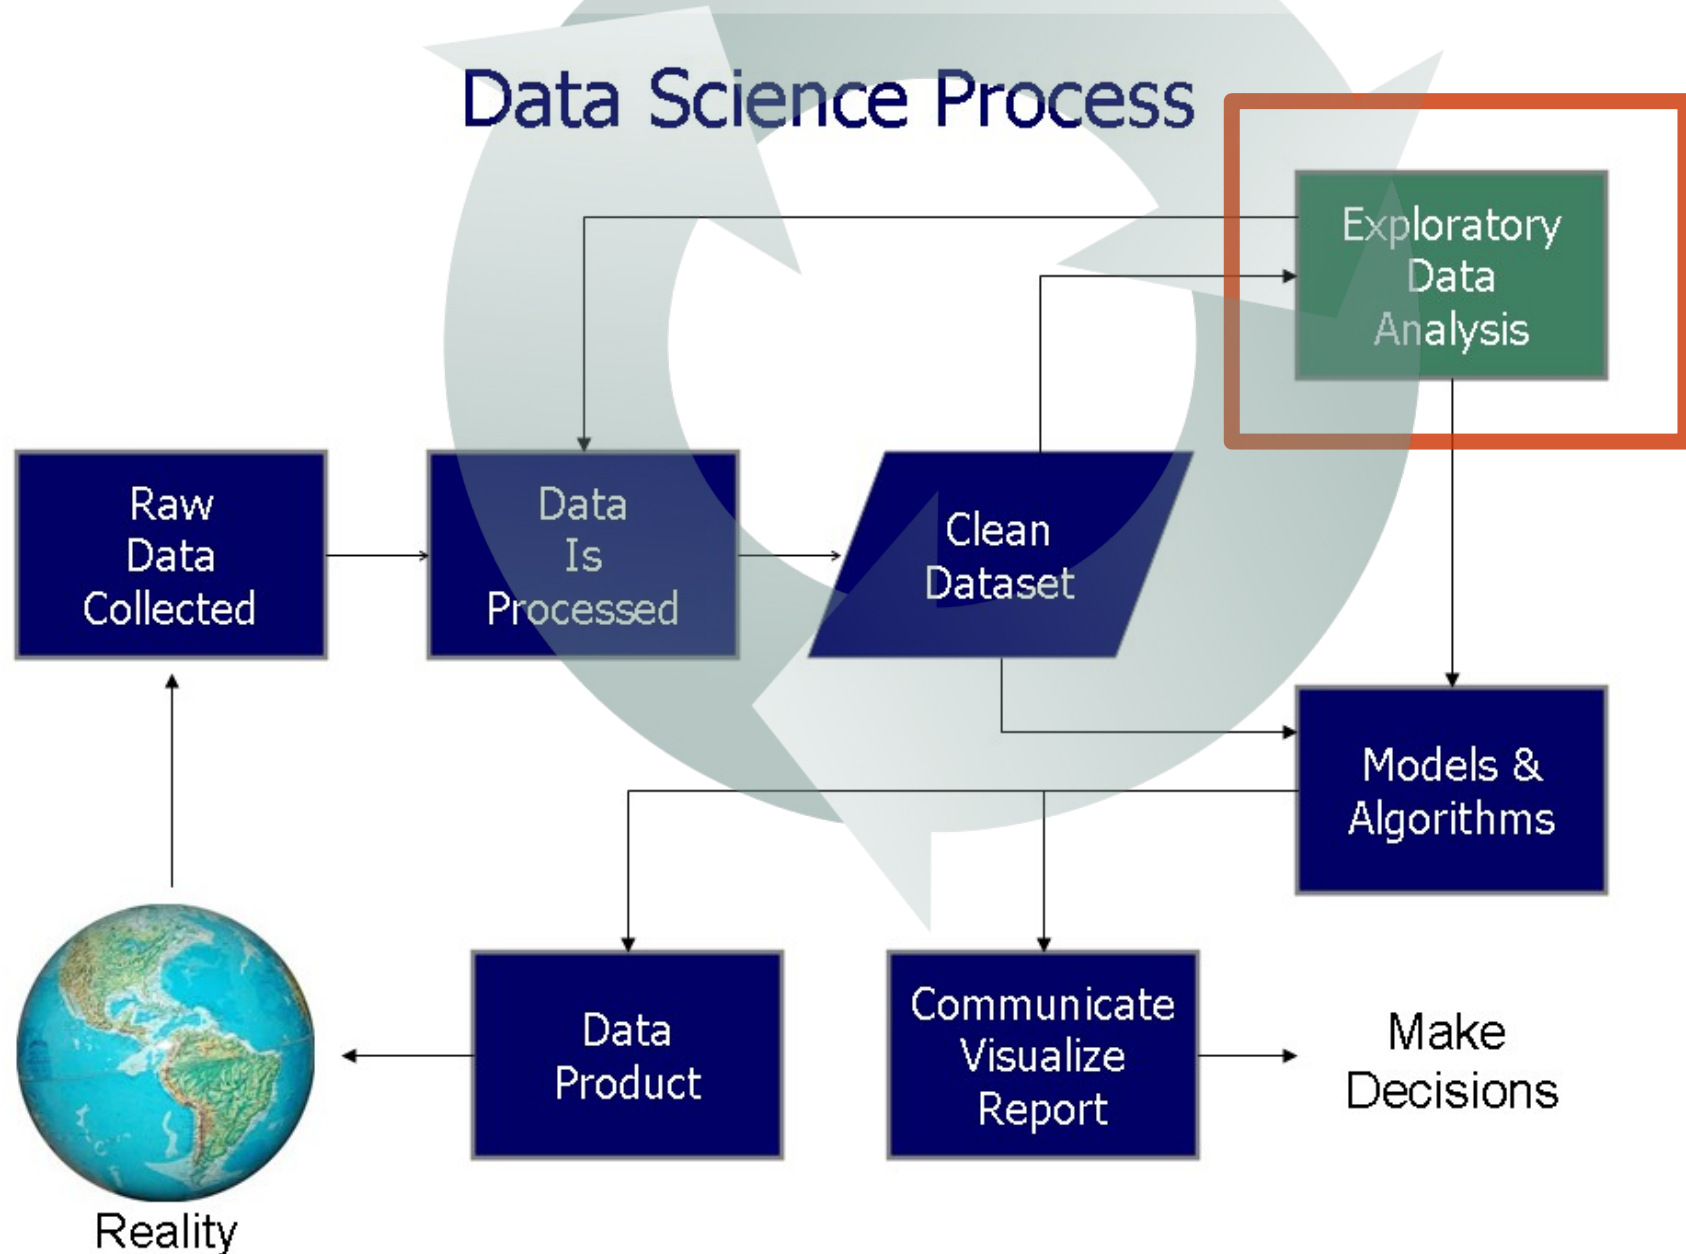 Data Science Process
Exploratory
Data
Analysis
Raw
Data
Collected
Data
Is
Processed
Clean
Dataset
Models &
Algorithms
Data
Product
Communicate
Visualize
Report
Make
Decisions
Reality